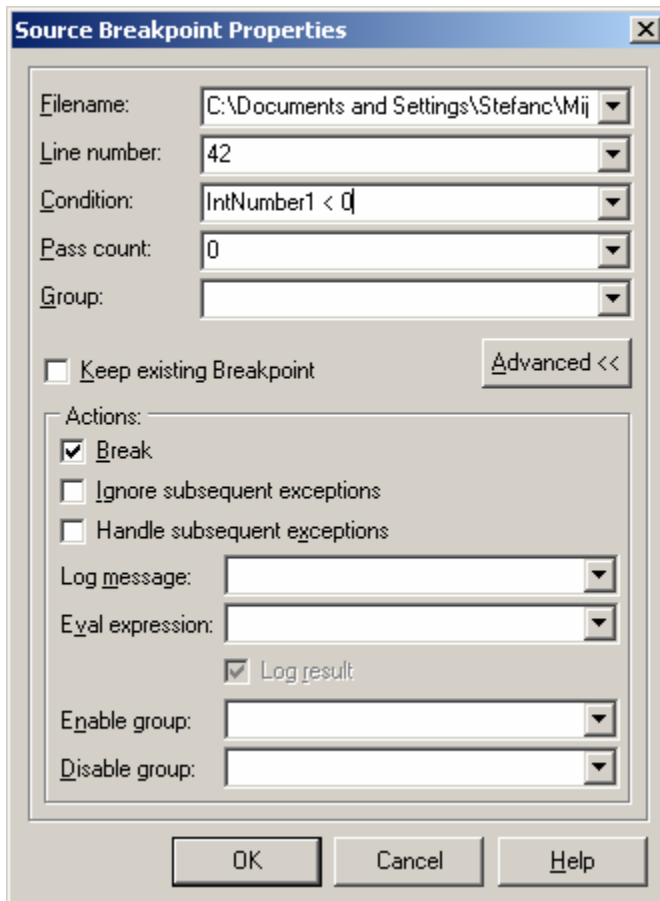 Source Breakpoint Properties
Filename: C:\Documents and Settings\Stefanc\Mij
Line number: 42
Condition: IntNumber1 < 0
Pass count: 0
Group:
Keep existing Breakpoint Advanced <<
Actions:
Break
Ignore subsequent exceptions
Handle subsequent exceptions
Log message:
Eval expression:
Log result
Enable group:
Disable group:
OK Cancel Help